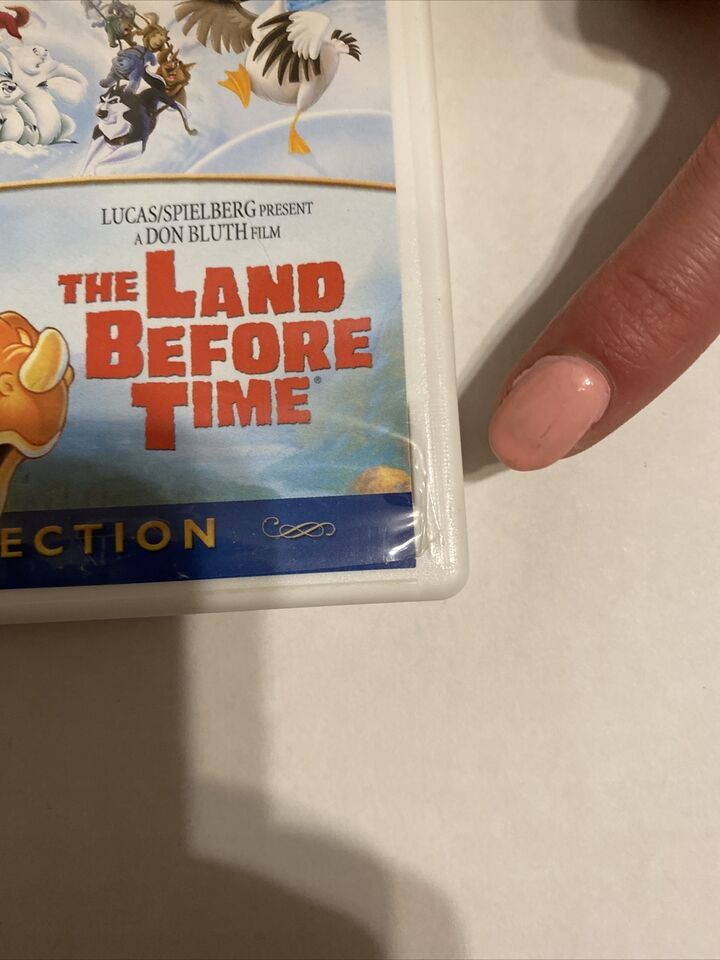 LUCAS/SPIELBERG PRESENT
A DON BLUTH FILM
THE LAND
BEFORE
TIME®
ECTION